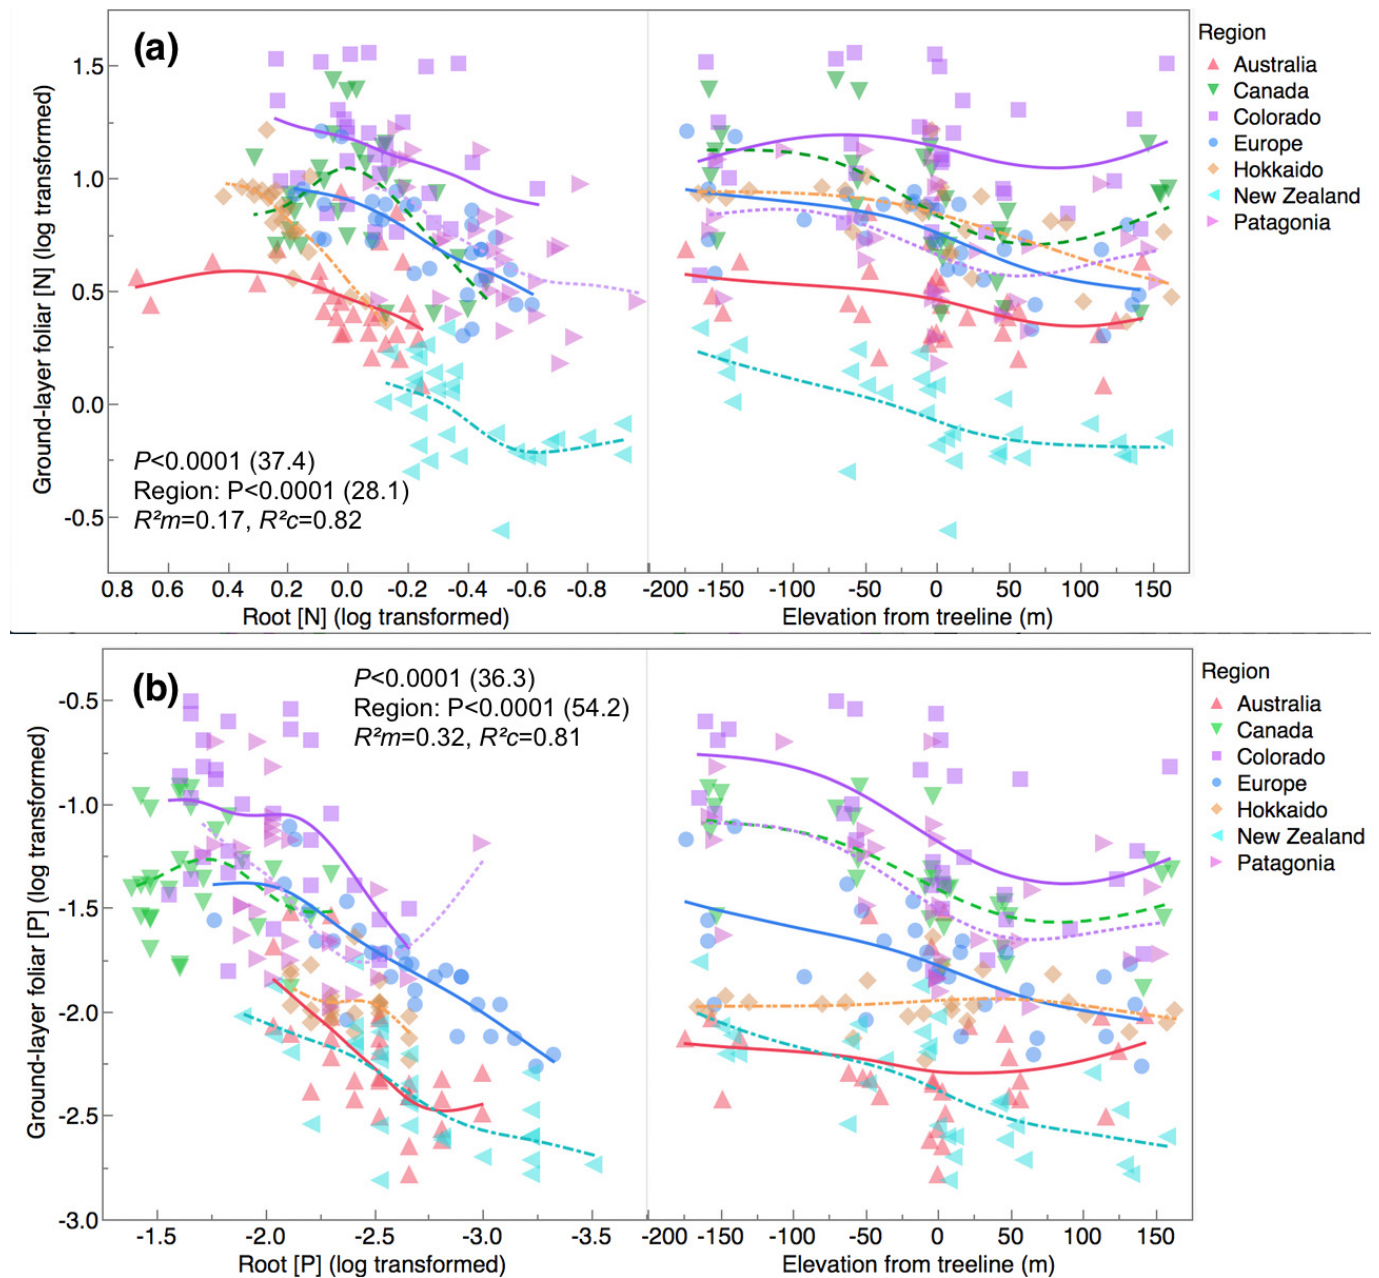 (a)
Ground-layer foliar [N] (log transformed)
1.5
1.0
0.5
0.0
-0.5
P<0.0001 (37.4)
Region: P<0.0001 (28.1)
R²m=0.17, R²c=0.82
0.8 0.6 0.4 0.2 0.0 -0.2 -0.4 -0.6 -0.8 -200 -150 -100 -50 0 50 100 150
Root [N] (log transformed) Elevation from treeline (m)
Region
Australia
Canada
Colorado
Europe
Hokkaido
New Zealand
Patagonia
(b)
Ground-layer foliar [P] (log transformed)
-0.5
-1.0
-1.5
-2.0
-2.5
-3.0
P<0.0001 (36.3)
Region: P<0.0001 (54.2)
R²m=0.32, R²c=0.81
-1.5 -2.0 -2.5 -3.0 -3.5 -200 -150 -100 -50 0 50 100 150
Root [P] (log transformed) Elevation from treeline (m)
Region
Australia
Canada
Colorado
Europe
Hokkaido
New Zealand
Patagonia